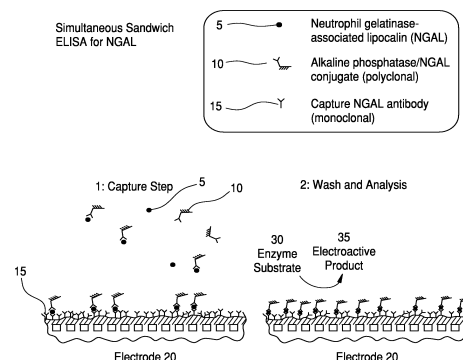 Simultaneous Sandwich
ELISA for NGAL
5
Neutrophil gelatinase-
associated lipocalin (NGAL)
10
Alkaline phosphatase/NGAL
conjugate (polyclonal)
15
Capture NGAL antibody
(monoclonal)
1: Capture Step
5
10
15
Electrode 20
2: Wash and Analysis
30
Enzyme
Substrate
35
Electroactive
Product
Electrode 20